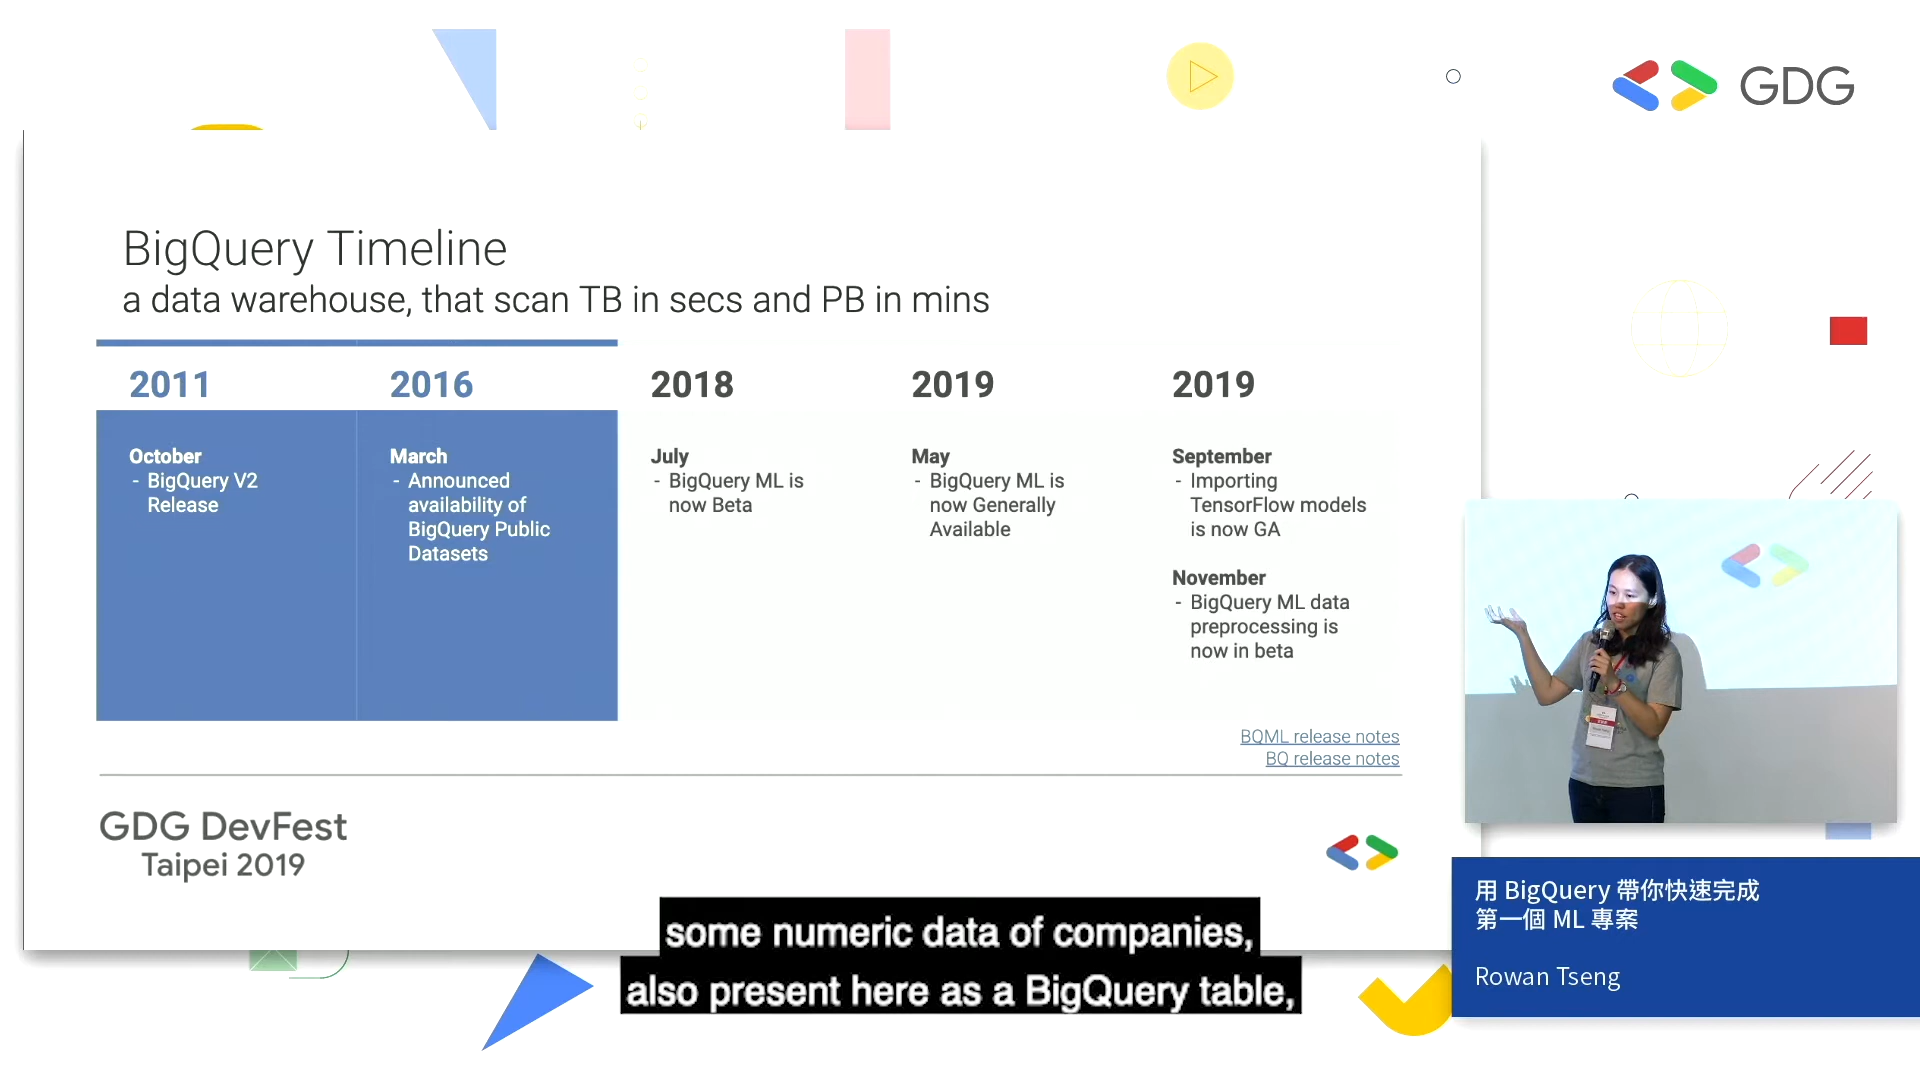 GDG
BigQuery Timeline
a data warehouse, that scan TB in secs and PB in mins
2011
October
- BigQuery V2
Release
2016
March
- Announced
availability of
BigQuery Public
Datasets
2018
July
- BigQuery ML is
now Beta
2019
May
- BigQuery ML is
now Generally
Available
2019
September
- Importing
TensorFlow models
is now GA
November
- BigQuery ML data
preprocessing is
now in beta
BQML release notes
BQ release notes
GDG DevFest
Taipei 2019
some numeric data of companies,
also present here as a BigQuery table,
用 BigQuery 帶你快速完成
第一個 ML 專案
Rowan Tseng